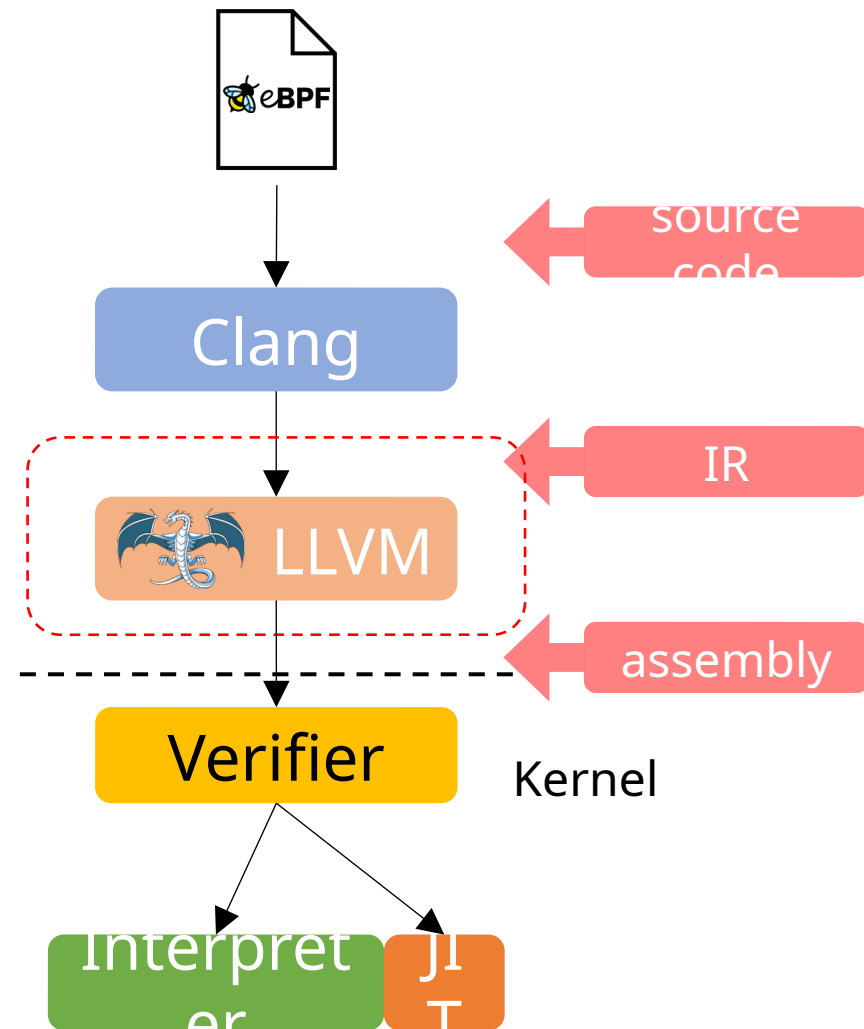 eBPF
source
code
Clang
IR
LLVM
assembly
Verifier
Kernel
Interpret
er
JI
T